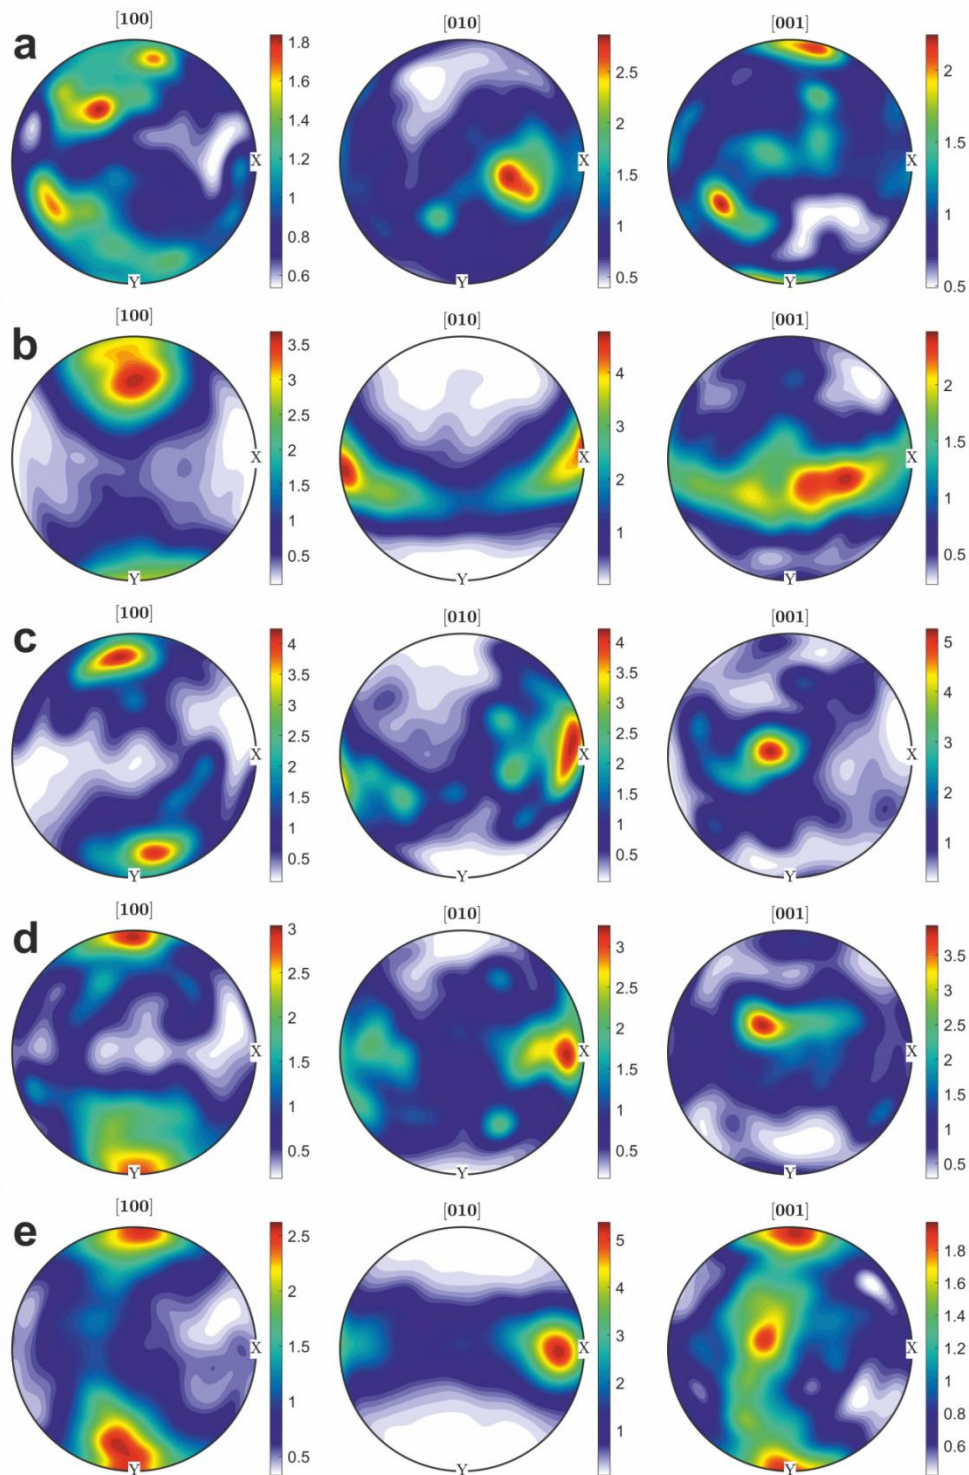 [100] [010] [001]
a
X X X
Y Y Y
1.8 1.6 1.4 1.2 1 0.8 0.6
2.5 2 1.5 1 0.5
2 1.5 1 0.5
[100] [010] [001]
b
X X X
Y Y Y
3.5 3 2.5 2 1.5 1 0.5
4 3 2 1
2 1.5 1 0.5
[100] [010] [001]
c
X X X
Y Y Y
4 3.5 3 2.5 2 1.5 1 0.5
4 3.5 3 2.5 2 1.5 1 0.5
5 4 3 2 1
[100] [010] [001]
d
X X X
Y Y Y
3 2.5 2 1.5 1 0.5
3 2.5 2 1.5 1 0.5
3.5 3 2.5 2 1.5 1 0.5
[100] [010] [001]
e
X X X
Y Y Y
2.5 2 1.5 1 0.5
5 4 3 2 1
1.8 1.6 1.4 1.2 1 0.8 0.6